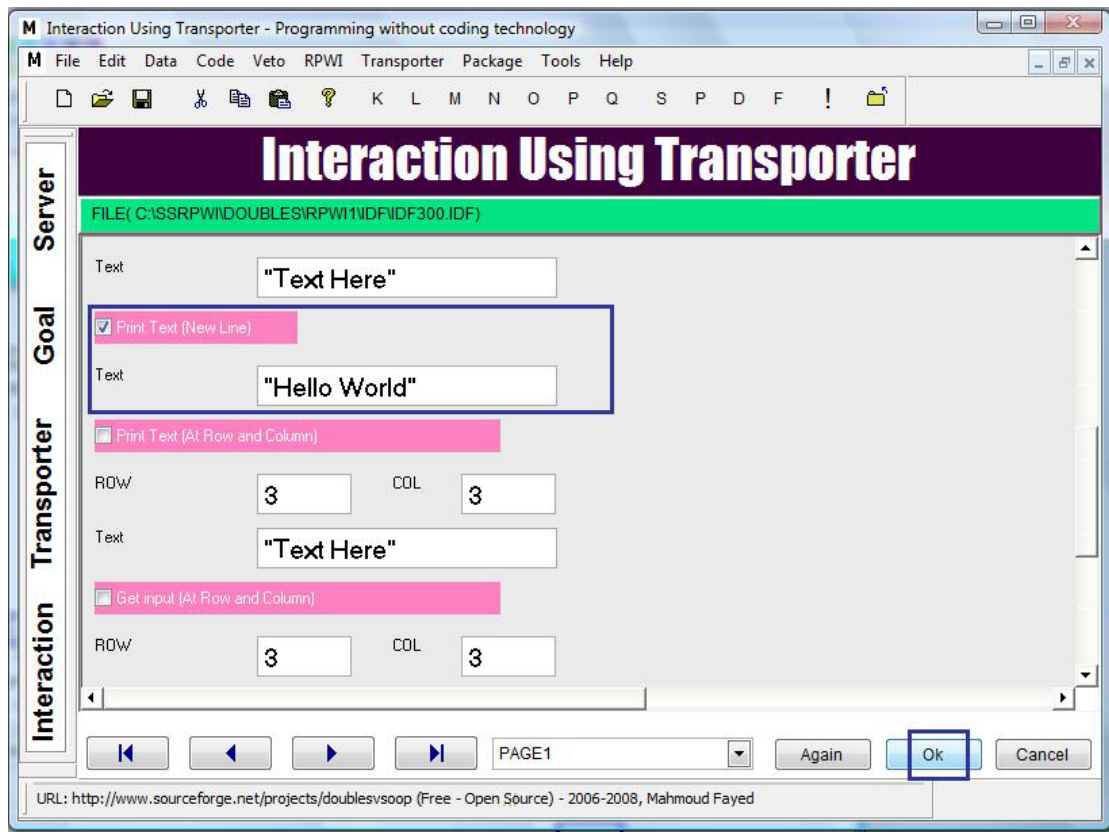 M Interaction Using Transporter - Programming without coding technology
M File Edit Data Code Veto RPWI Transporter Package Tools Help
? K L M N O P Q S P D F !
Interaction Using Transporter
FILE( C:\SSRPWI\DOUBLES\RPWI1\IDF\IDF300.IDF)
Server
Goal
Transporter
Interaction
Text "Text Here"
Print Text (New Line)
Text "Hello World"
Print Text (At Row and Column)
ROW 3 COL 3
Text "Text Here"
Get input (At Row and Column)
ROW 3 COL 3
PAGE1 Again Ok Cancel
URL: http://www.sourceforge.net/projects/doublesvsoop (Free - Open Source) - 2006-2008, Mahmoud Fayed